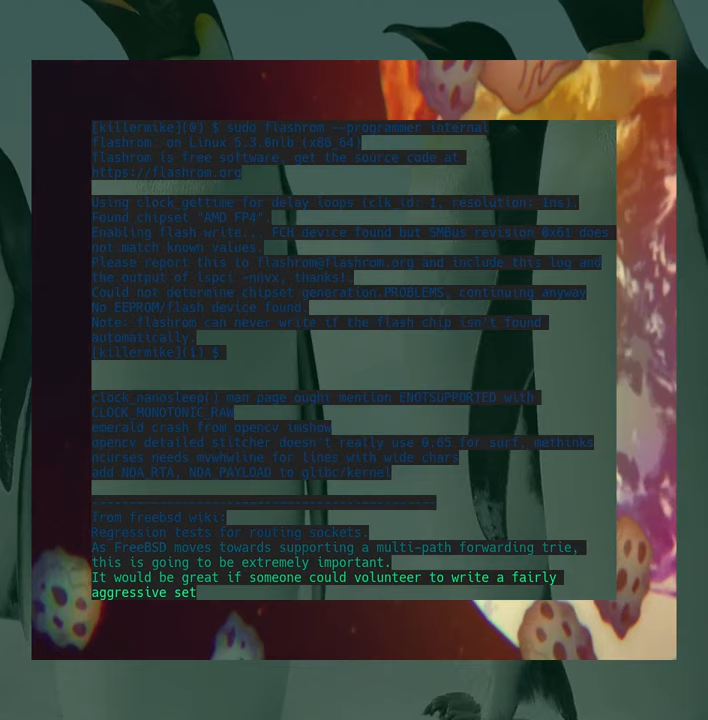 [killermike](0) $ sudo flashrom --programmer internal
flashrom  on Linux 5.3.8nlb (x86_64)
flashrom is free software, get the source code at
https://flashrom.org
Using clock_gettime for delay loops (clk_id: 1, resolution: 1ns).
Found chipset "AMD FP4".
Enabling flash write... FCH device found but SMBus revision 0x61 does
not match known values.
Please report this to flashrom@flashrom.org and include this log and
the output of lspci -nnvx, thanks!
Could not determine chipset generation.PROBLEMS, continuing anyway
No EEPROM/flash device found.
Note: flashrom can never write if the flash chip isn't found
automatically.
[killermike](1) $
clock_nanosleep() man page ought mention ENOTSUPPORTED with
CLOCK_MONOTONIC_RAW
emerald crash from opencv imshow
opencv detailed stitcher doesn't really use 0.65 for surf, methinks
ncurses needs mvwhwline for lines with wide chars
add NDA_RTA, NDA_PAYLOAD to glibc/kernel
----------------------------------------------
from freebsd wiki:
Regression tests for routing sockets.
As FreeBSD moves towards supporting a multi-path forwarding trie,
this is going to be extremely important.
It would be great if someone could volunteer to write a fairly
aggressive set